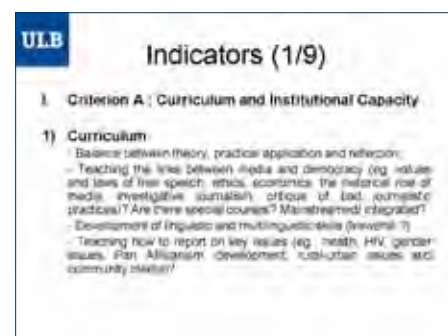 ULB
Indicators (1/9)
I. Criterion A : Curriculum and Institutional Capacity
1) Curriculum
- Balance between theory, practical application and reflection;
- Teaching the links between media and democracy (eg. values
and laws of free speech, ethics, economics, the historical role of
media, investigative journalism, critique of bad journalistic
practices)? Are there special courses? Mainstreamed/ integrated?
- Development of linguistic and multilinguistic skills
- Teaching how to report on key issues (eg. health, HIV, gender
issues, Pan Africanism, development, rural-urban issues and
community